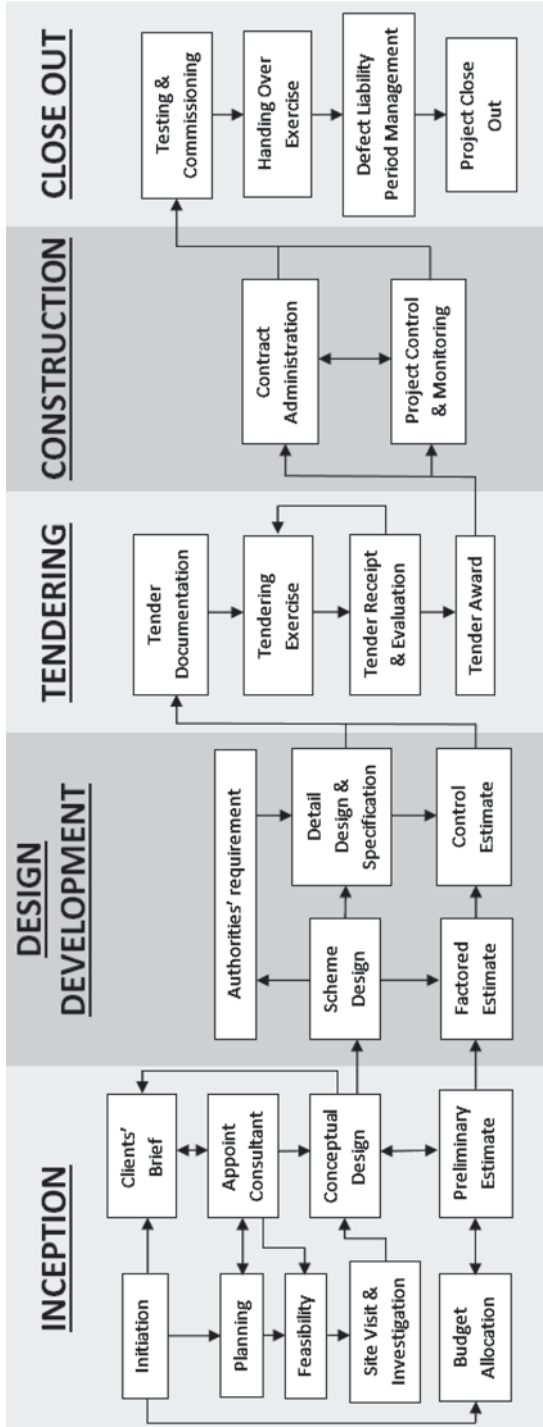 INCEPTION
Initiation
Clients'
Brief
Planning
Appoint
Consultant
Feasibility
Site Visit &
Investigation
Conceptual
Design
Budget
Allocation
Preliminary
Estimate
DESIGN
DEVELOPMENT
Authorities' requirement
Scheme
Design
Detail
Design &
Specification
Factored
Estimate
Control
Estimate
TENDERING
Tender
Documentation
Tendering
Exercise
Tender Receipt
& Evaluation
Tender Award
CONSTRUCTION
Contract
Administration
Project Control
& Monitoring
CLOSE OUT
Testing &
Commissioning
Handing Over
Exercise
Defect Liability
Period Management
Project Close
Out